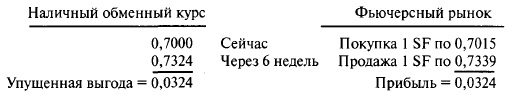 Наличный обменный курс Фьючерсный рынок
0,7000 Сейчас Покупка 1 SF по 0,7015
0,7324 Через 6 недель Продажа 1 SF по 0,7339
Упущенная выгода = 0,0324 Прибыль = 0,0324